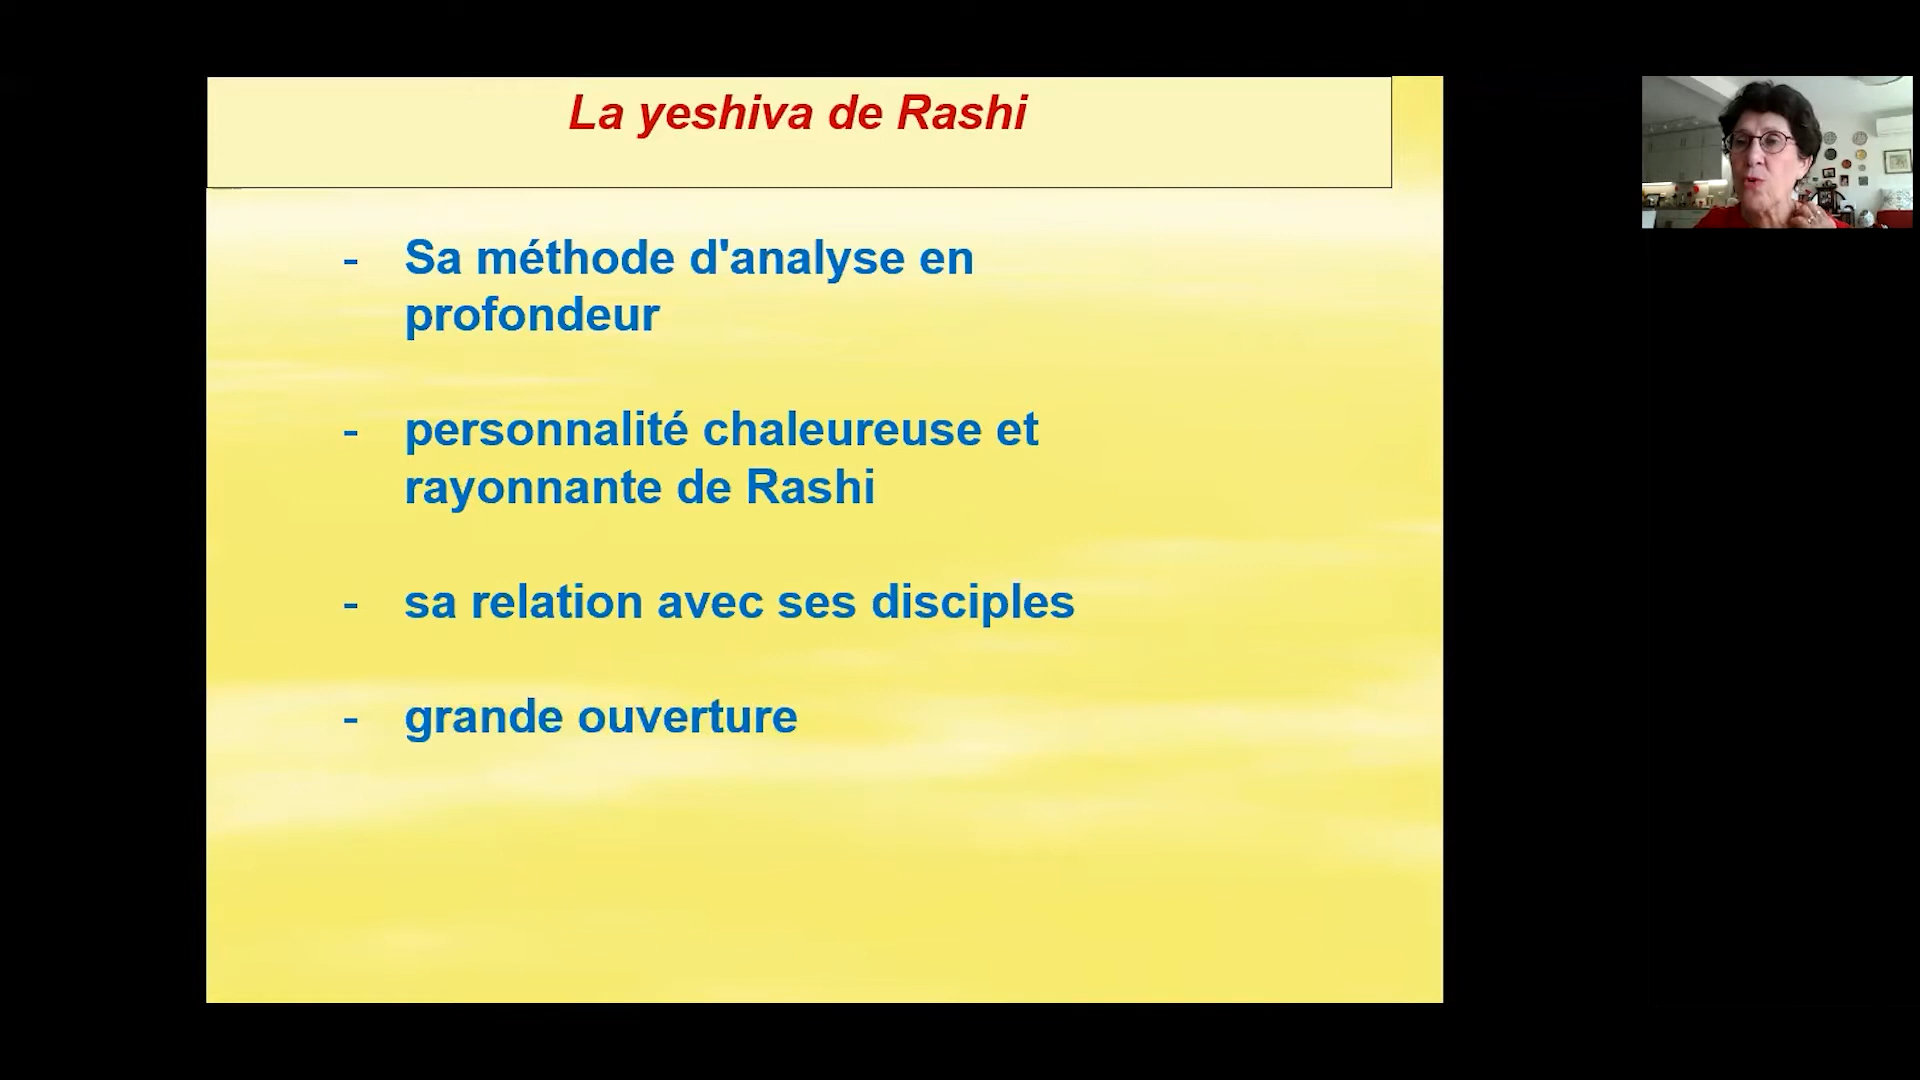 La yeshiva de Rashi
- Sa méthode d'analyse en
profondeur
- personnalité chaleureuse et
rayonnante de Rashi
- sa relation avec ses disciples
- grande ouverture